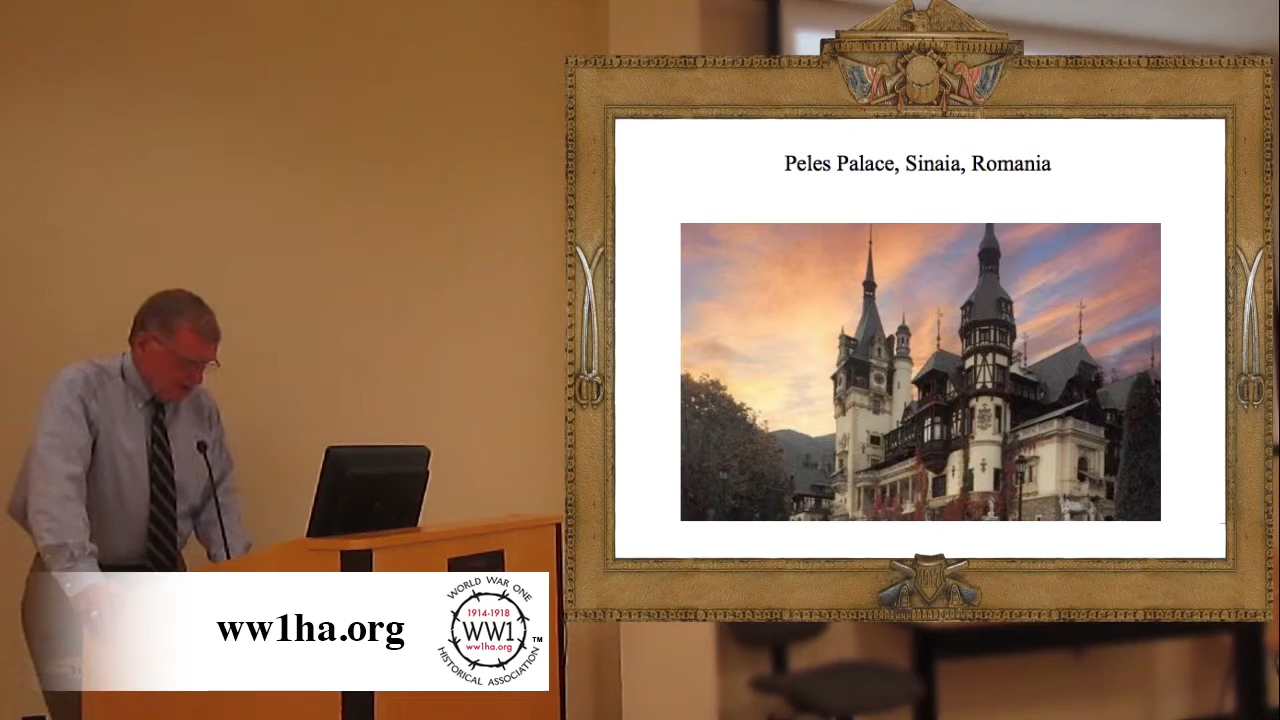 Peles Palace, Sinaia, Romania
ww1ha.org
WORLD WAR ONE
1914-1918
WW1
ww1ha.org
HISTORICAL ASSOCIATION
TM